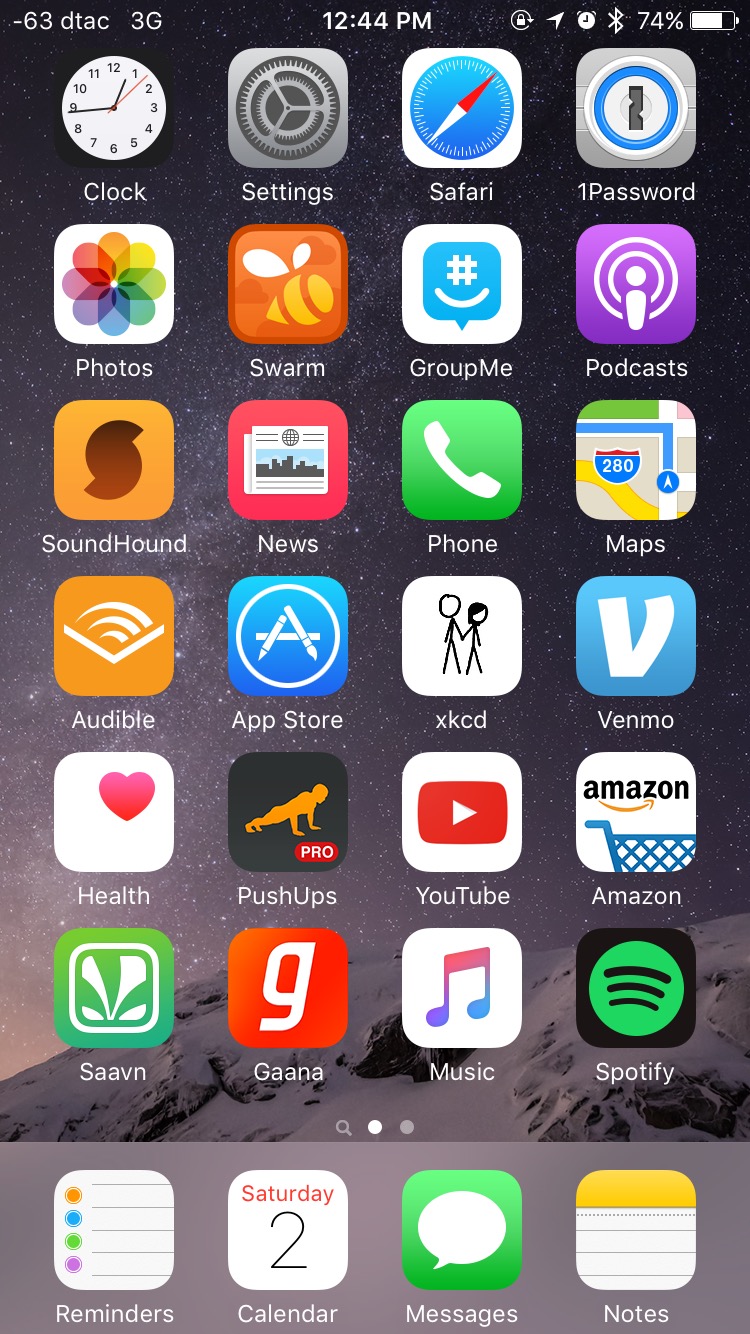 -63 dtac 3G 12:44 PM 74%
12 1 2 3 4 5 6 7 8 9 10 11
Clock Settings Safari 1Password
#
Photos Swarm GroupMe Podcasts
280
SoundHound News Phone Maps
Audible App Store xkcd Venmo
PRO
amazon
Health PushUps YouTube Amazon
g
Saavn Gaana Music Spotify
Saturday
2
Reminders Calendar Messages Notes